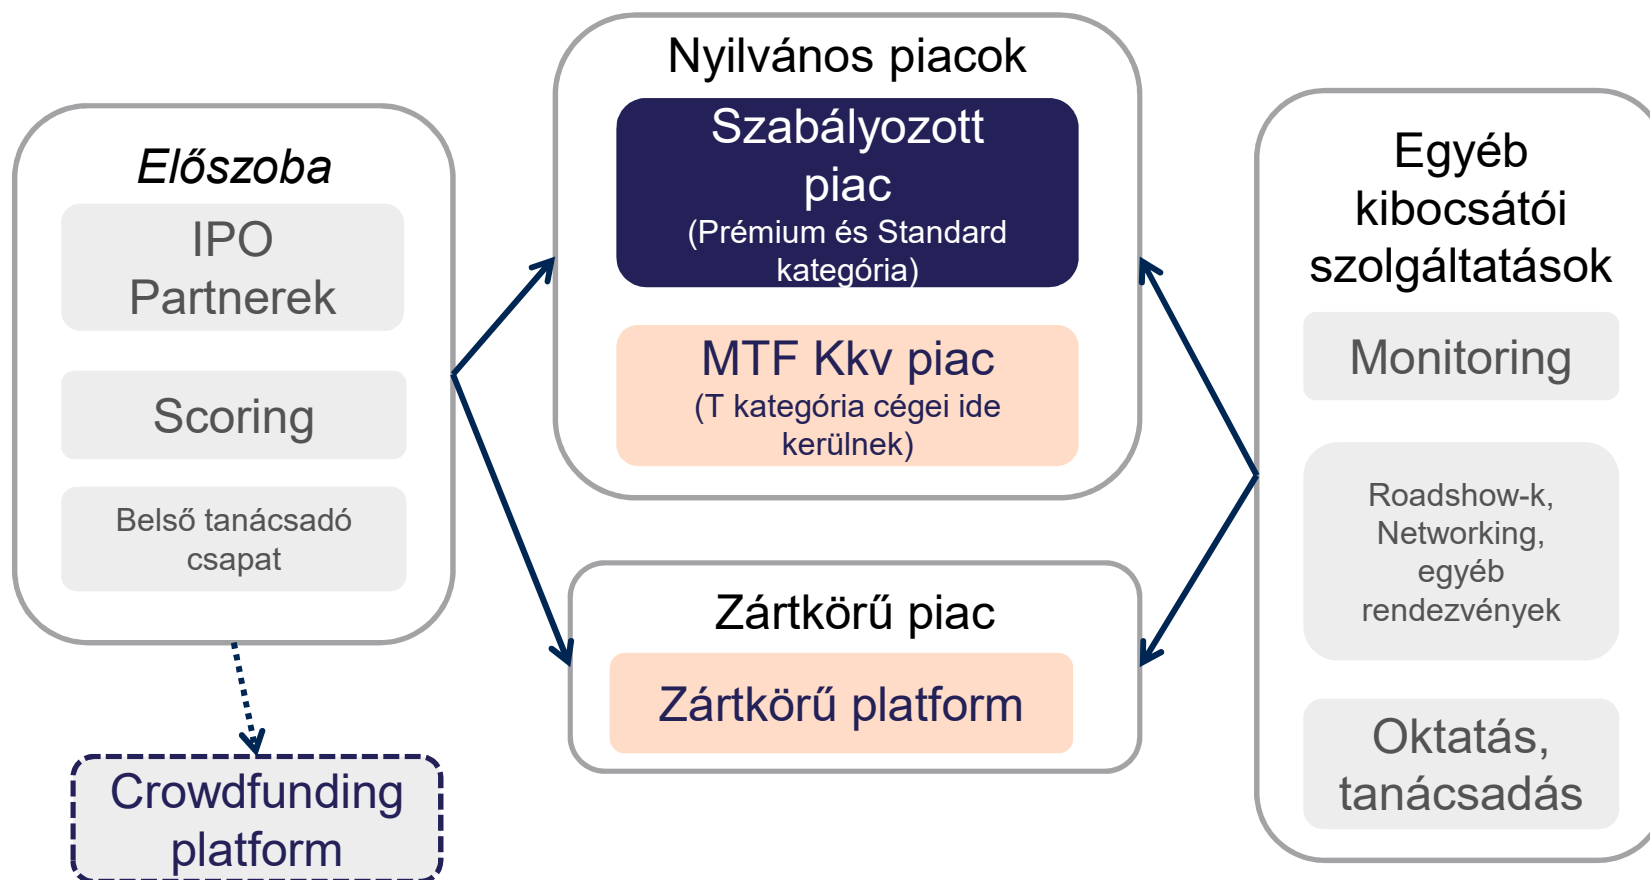 Előszoba
IPO
Partnerek
Scoring
Belső tanácsadó
csapat
Crowdfunding
platform
Nyilvános piacok
Szabályozott
piac
(Prémium és Standard
kategória)
MTF Kkv piac
(T kategória cégei ide
kerülnek)
Zártkörű piac
Zártkörű platform
Egyéb
kibocsátói
szolgáltatások
Monitoring
Roadshow-k,
Networking,
egyéb
rendezvények
Oktatás,
tanácsadás